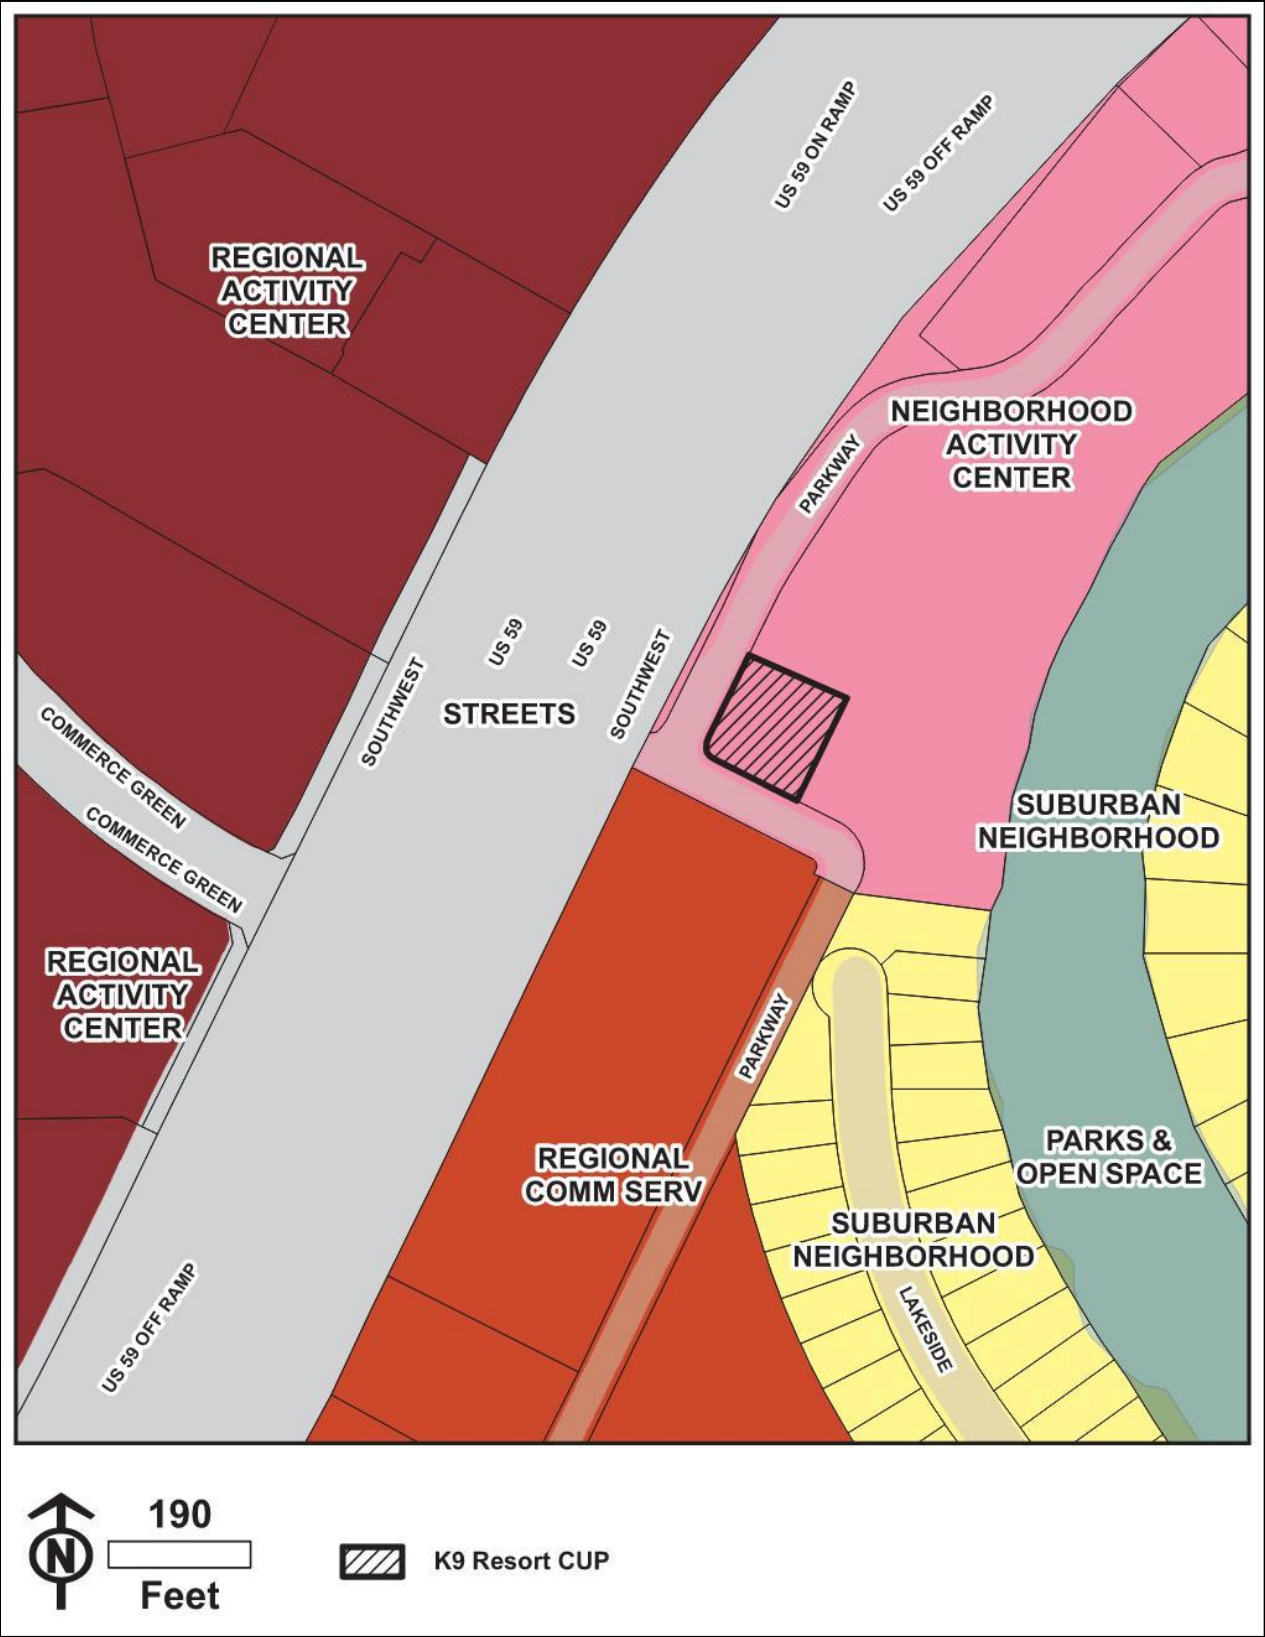 US 59 ON RAMP
US 59 OFF RAMP
REGIONAL
ACTIVITY
CENTER
NEIGHBORHOOD
ACTIVITY
CENTER
PARKWAY
US 59
US 59
SOUTHWEST
SOUTHWEST
STREETS
COMMERCE GREEN
COMMERCE GREEN
SUBURBAN
NEIGHBORHOOD
REGIONAL
ACTIVITY
CENTER
PARKWAY
REGIONAL
COMM SERV
PARKS &
OPEN SPACE
SUBURBAN
NEIGHBORHOOD
LAKESIDE
US 59 OFF RAMP
N
190
Feet
K9 Resort CUP